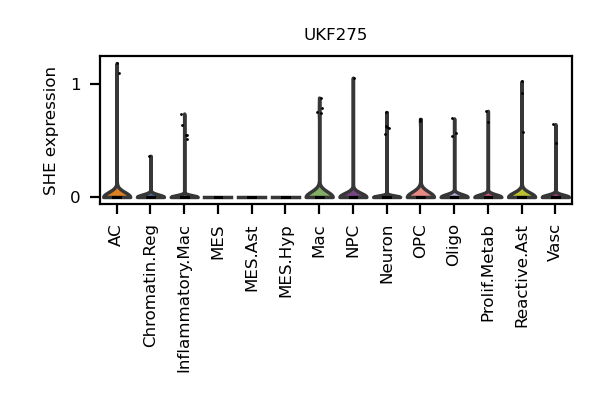 UKF275
SHE expression
1
0
AC
Chromatin.Reg
Inflammatory.Mac
MES
MES.Ast
MES.Hyp
Mac
NPC
Neuron
OPC
Oligo
Prolif.Metab
Reactive.Ast
Vasc